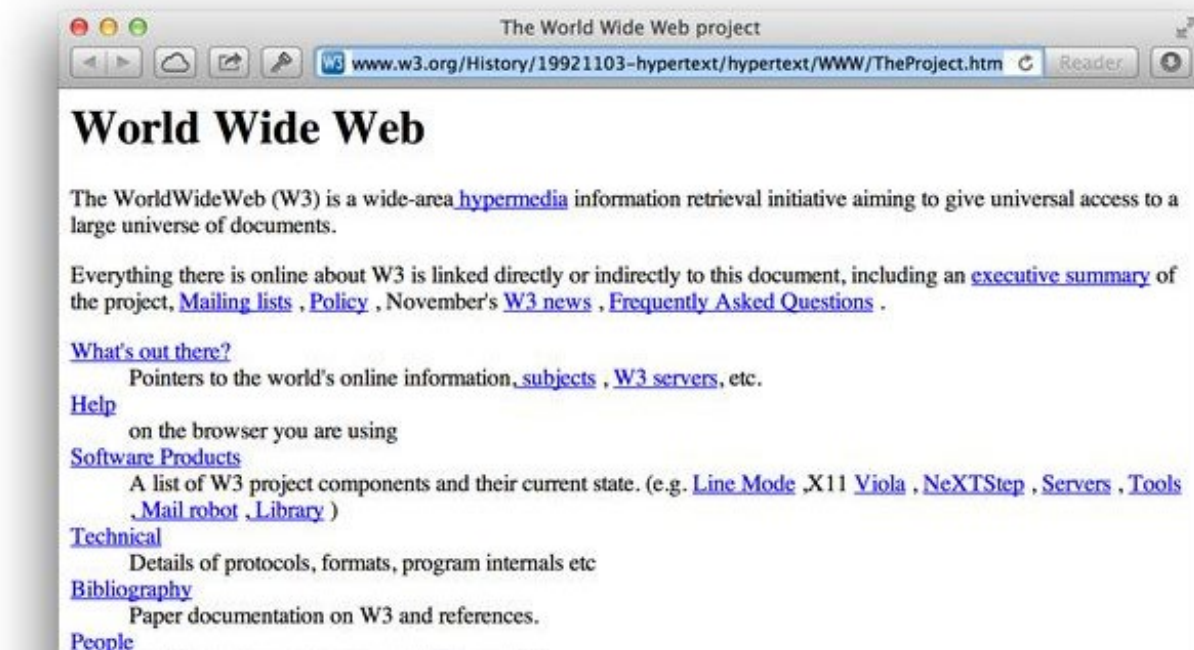 The World Wide Web project
W3 www.w3.org/History/19921103-hypertext/hypertext/WWW/TheProject.htm Reader
World Wide Web
The WorldWideWeb (W3) is a wide-area hypermedia information retrieval initiative aiming to give universal access to a
large universe of documents.
Everything there is online about W3 is linked directly or indirectly to this document, including an executive summary of
the project, Mailing lists , Policy , November's W3 news , Frequently Asked Questions .
What's out there?
Pointers to the world's online information, subjects , W3 servers, etc.
Help
on the browser you are using
Software Products
A list of W3 project components and their current state. (e.g. Line Mode ,X11 Viola , NeXTStep , Servers , Tools
, Mail robot , Library )
Technical
Details of protocols, formats, program internals etc
Bibliography
Paper documentation on W3 and references.
People